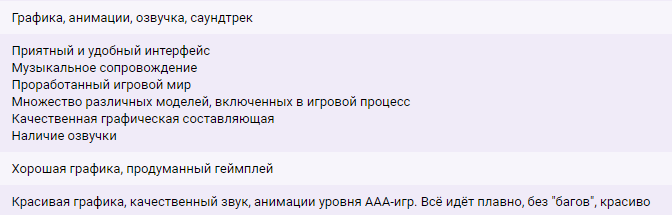 Графика, анимации, озвучка, саундтрек
Приятный и удобный интерфейс
Музыкальное сопровождение
Проработанный игровой мир
Множество различных моделей, включенных в игровой процесс
Качественная графическая составляющая
Наличие озвучки
Хорошая графика, продуманный геймплей
Красивая графика, качественный звук, анимации уровня ААА-игр. Всё идёт плавно, без "багов", красиво